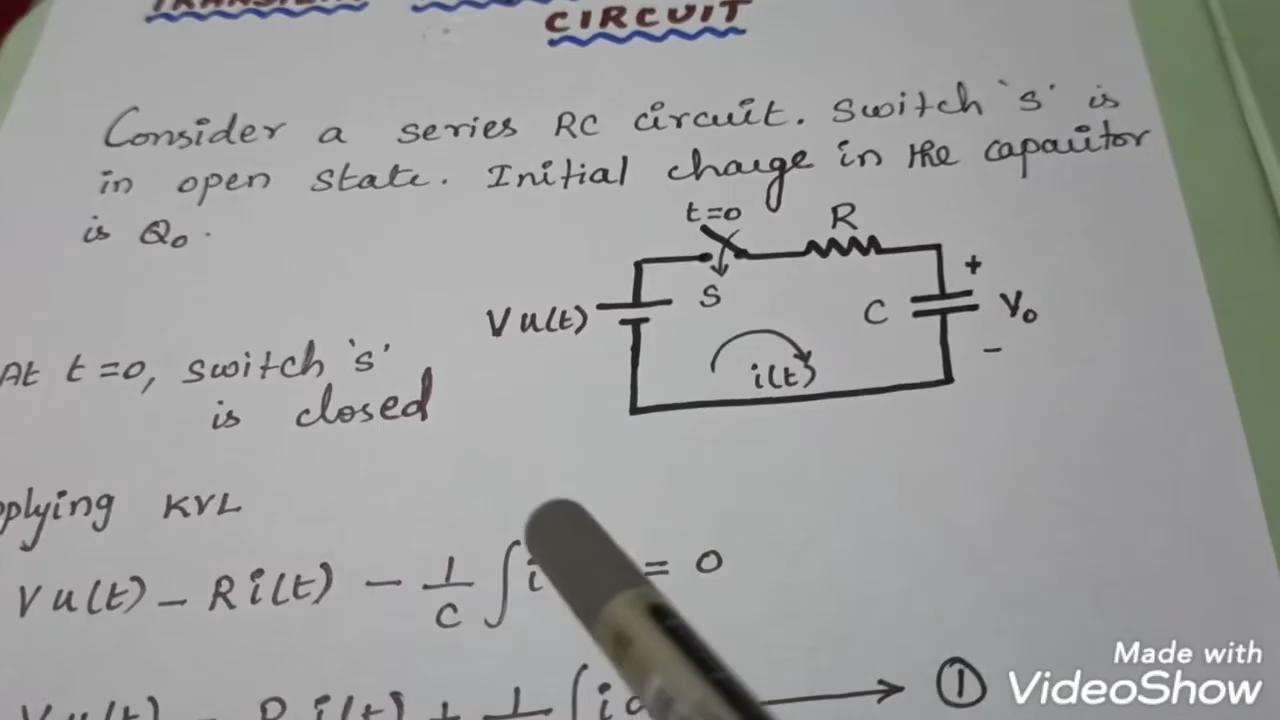 CIRCUIT
Consider a series RC circuit. Switch 's' is
in open state. Initial charge in the capacitor
is Q₀.
t=0
R
S
V u(t)
C
+
V₀
−
i(t)
At t=0, switch 's'
is closed
KVL
V u(t) − R i(t) − 1/C ∫ i = 0
V u(t) = R i(t) + 1 ∫ i → ①
Made with
VideoShow